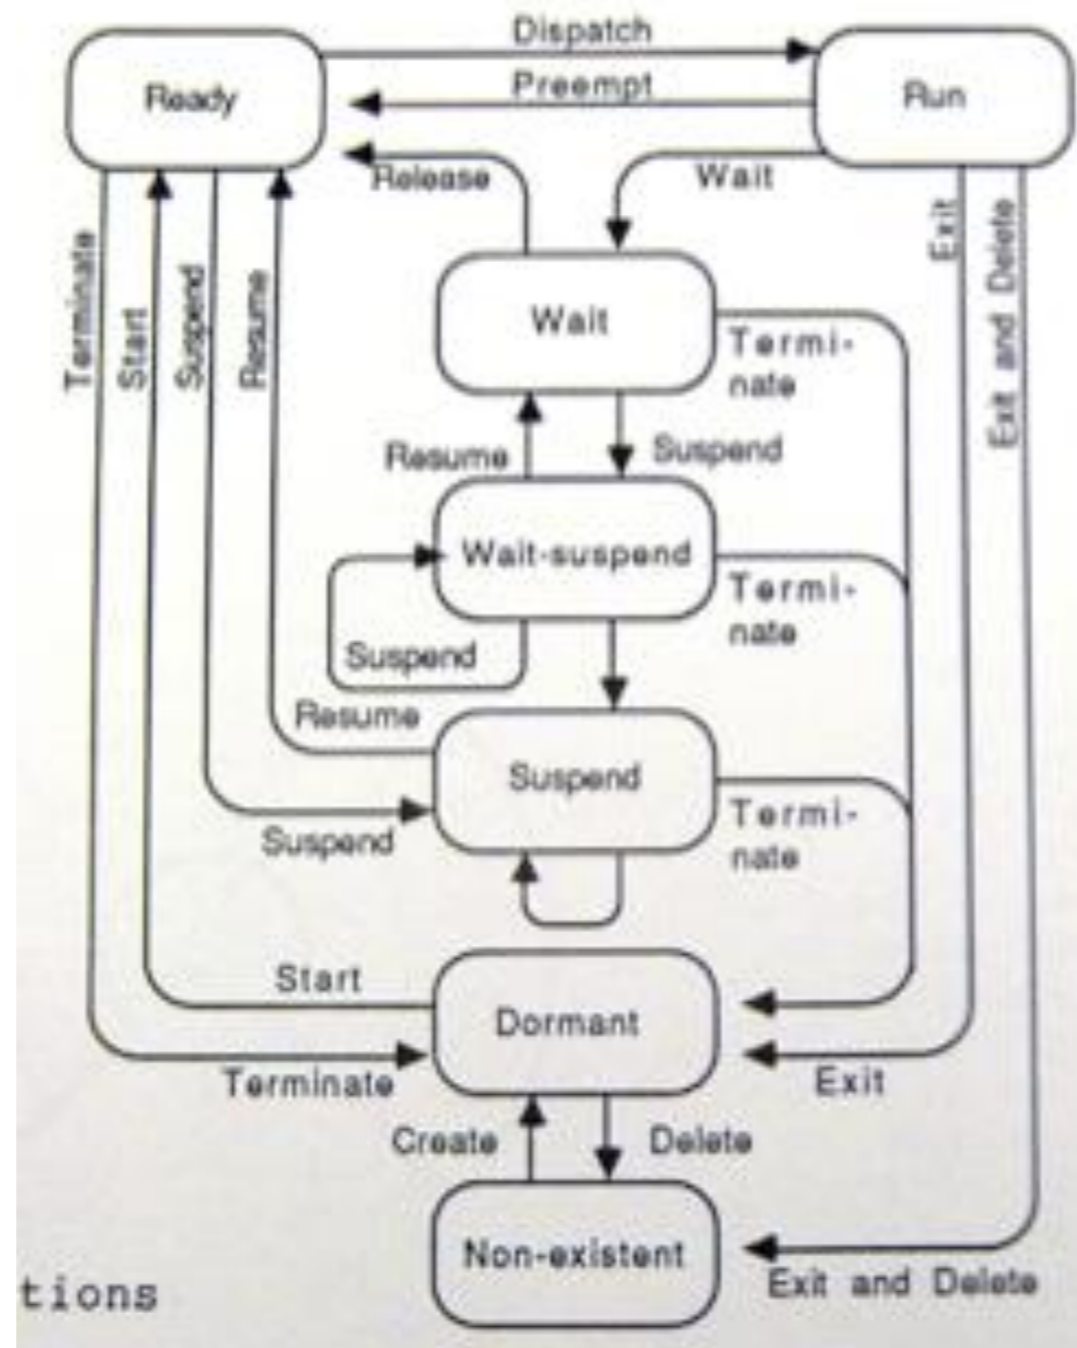 Dispatch
Ready
Preempt
Run
Release
Wait
Terminate
Start
Suspend
Resume
Exit
Exit and Delete
Wait
Termi-
nate
Resume
Suspend
Wait-suspend
Termi-
nate
Suspend
Resume
Suspend
Termi-
nate
Suspend
Start
Dormant
Terminate
Exit
Create
Delete
Non-existent
Exit and Delete
tions